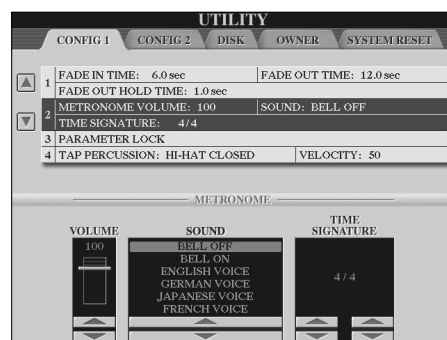 UTILITY
CONFIG 1 CONFIG 2 DISK OWNER SYSTEM RESET
1 FADE IN TIME: 6.0 sec FADE OUT TIME: 12.0 sec
FADE OUT HOLD TIME: 1.0 sec
2 METRONOME VOLUME: 100 SOUND: BELL OFF
TIME SIGNATURE: 4/4
3 PARAMETER LOCK
4 TAP PERCUSSION: HI-HAT CLOSED VELOCITY: 50
METRONOME
VOLUME SOUND TIME SIGNATURE
100 BELL OFF
BELL ON
ENGLISH VOICE 4 / 4
GERMAN VOICE
JAPANESE VOICE
FRENCH VOICE